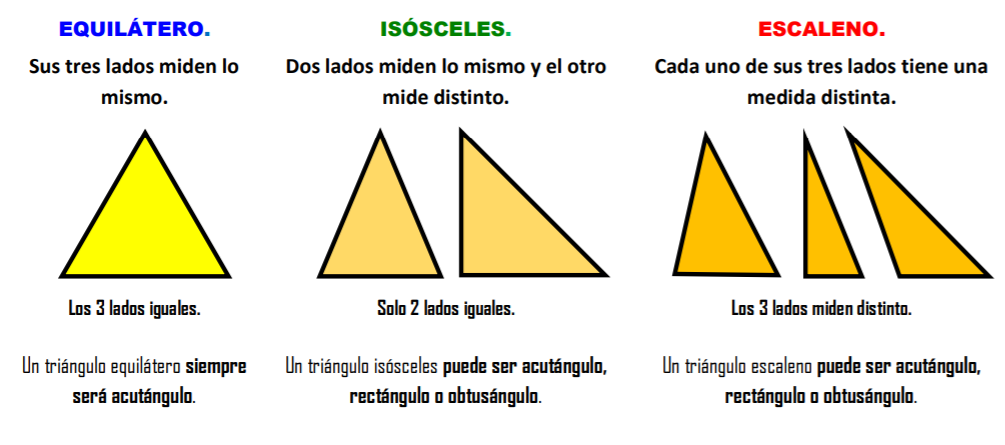 EQUILÁTERO.
Sus tres lados miden lo
mismo.
Los 3 lados iguales.
Un triángulo equilátero siempre
será acutángulo.
ISÓSCELES.
Dos lados miden lo mismo y el otro
mide distinto.
Solo 2 lados iguales.
Un triángulo isósceles puede ser acutángulo,
rectángulo o obtusángulo.
ESCALENO.
Cada uno de sus tres lados tiene una
medida distinta.
Los 3 lados miden distinto.
Un triángulo escaleno puede ser acutángulo,
rectángulo o obtusángulo.